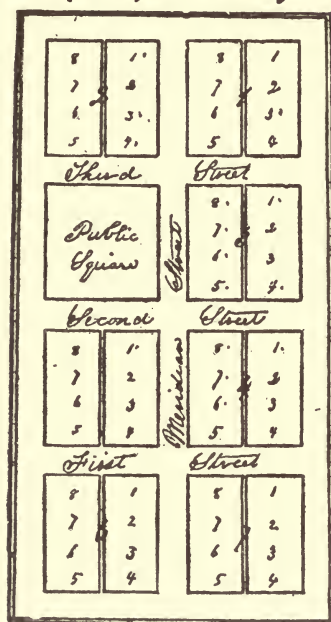 8 1. 8 1
7 2 7 2
6 3. 6 3.
5 4. 5 4
Third Street
Public
Square
8. 1.
7. 2
6. 3
5. 4.
Second Street
Meridian Street
8 1. 8. 1.
7 2 7. 2
6 3 6. 3
5 4 5. 4
First Street
8 1 8 1
7 2 7 2
6 3 6 3
5 4 5 4